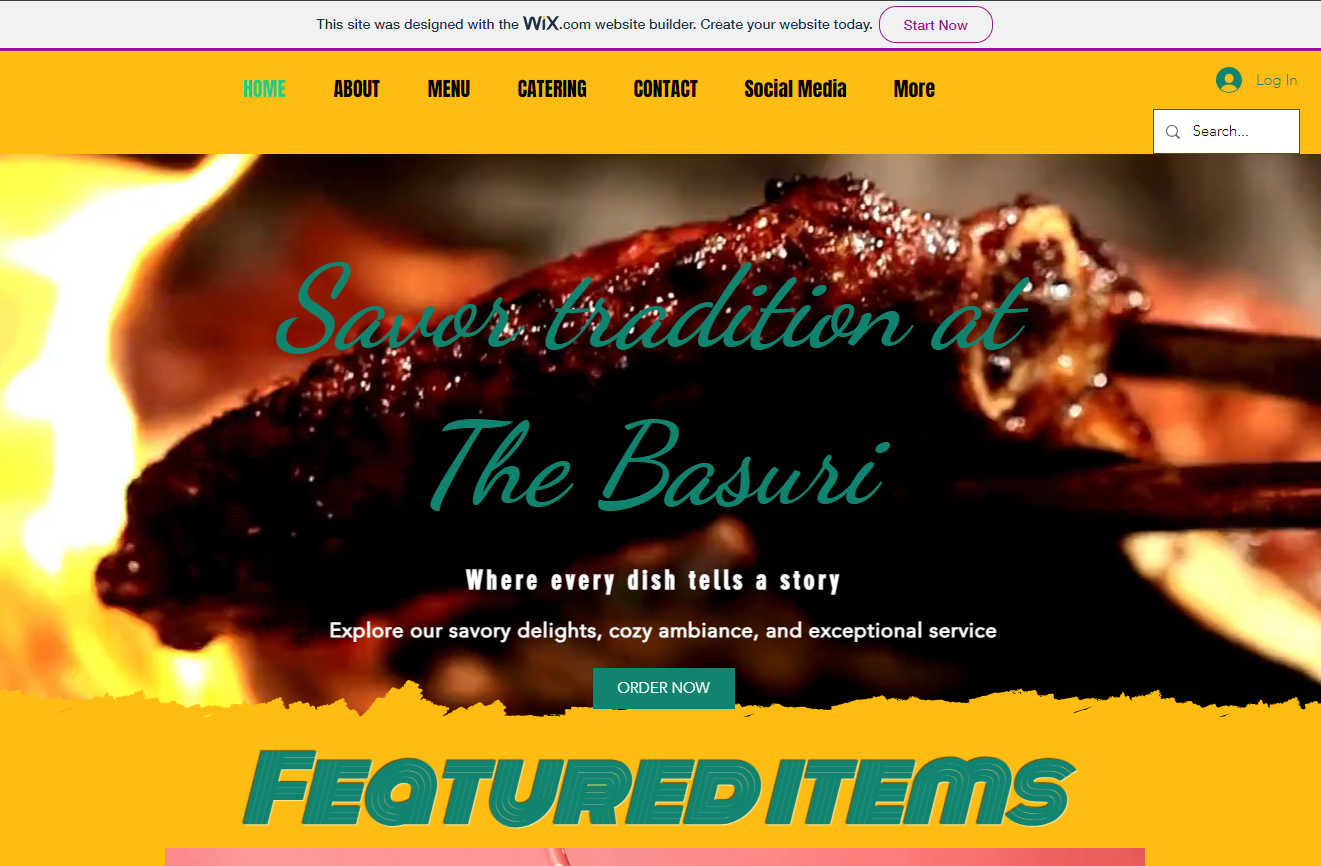 This site was designed with the WiX.com website builder. Create your website today. Start Now
HOME ABOUT MENU CATERING CONTACT Social Media More
Log In
Search...
Savor tradition at
The Basuri
Where every dish tells a story
Explore our savory delights, cozy ambiance, and exceptional service
ORDER NOW
Featured items